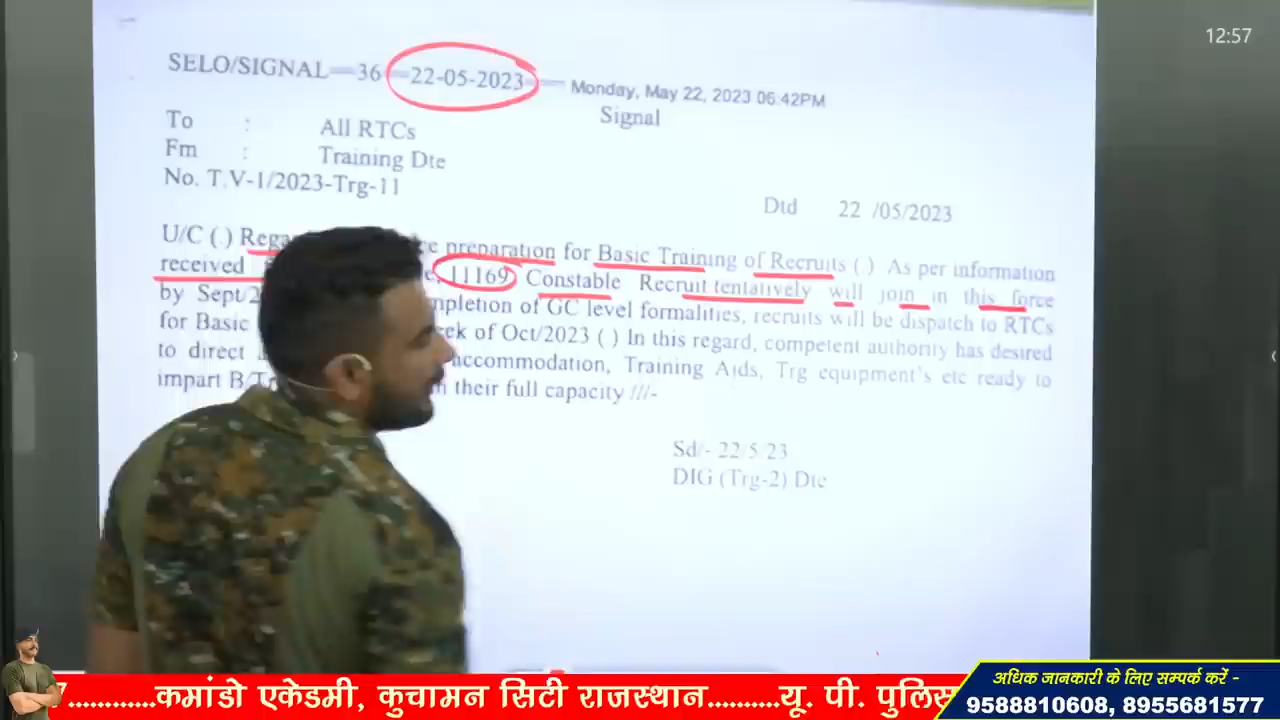 12:57
SELO/SIGNAL 36 22-05-2023 Monday, May 22, 2023 06:42PM
Signal
To : All RTCs
Fm : Training Dte
No. T.V-1/2023-Trg-11
Dtd 22 /05/2023
U/C (.) preparation for Basic Training of Recruits ( ) As per information
received 11169 Constable Recruit tentatively will join in this force
by of GC level formalities, recruits will be dispatch to RTCs
for Basic of Oct/2023 ( ) In this regard, competent authority has desired
to direct accommodation, Training Aids, Trg equipment's etc ready to
impart their full capacity ///-
Sd/- 22/5/23
DIG (Trg-2) Dte
............कमांडो एकेडमी, कुचामन सिटी राजस्थान.......यू. पी.
अधिक जानकारी के लिए सम्पर्क करें -
9588810608, 8955681577